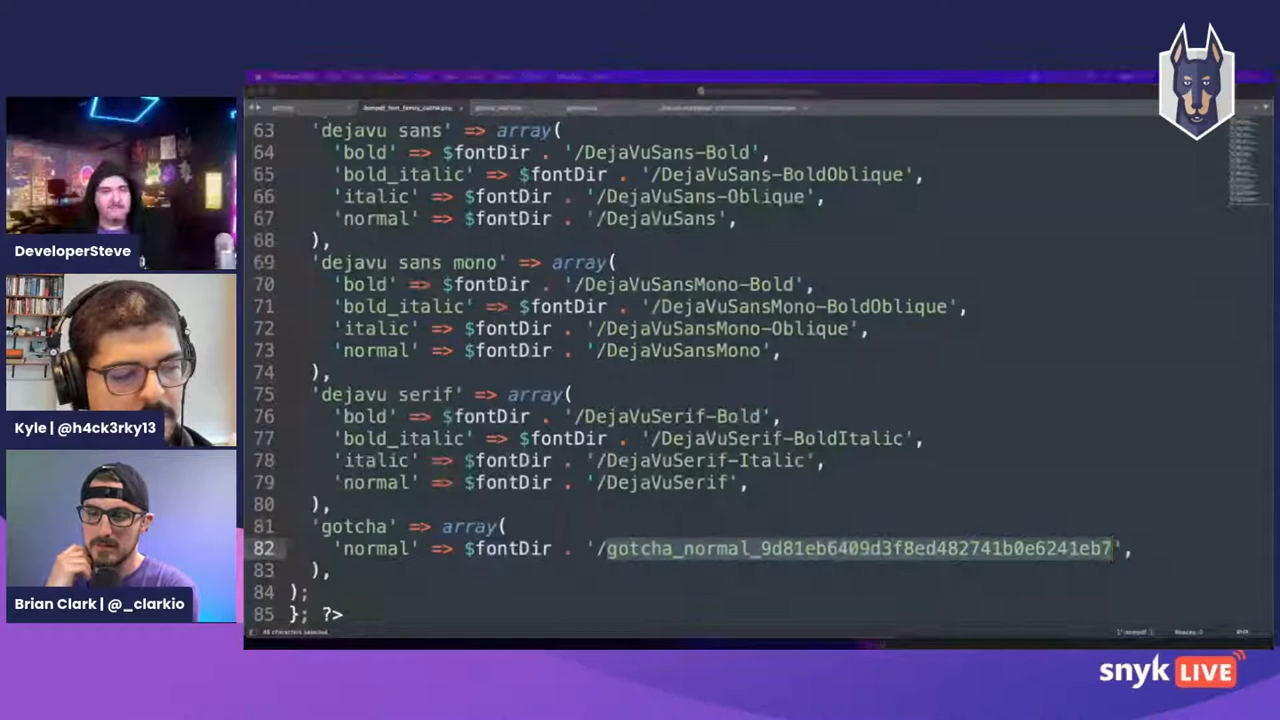 63 'dejavu sans' => array(
64 'bold' => $fontDir . '/DejaVuSans-Bold',
65 'bold_italic' => $fontDir . '/DejaVuSans-BoldOblique',
66 'italic' => $fontDir . '/DejaVuSans-Oblique',
67 'normal' => $fontDir . '/DejaVuSans',
68 ),
69 'dejavu sans mono' => array(
70 'bold' => $fontDir . '/DejaVuSansMono-Bold',
71 'bold_italic' => $fontDir . '/DejaVuSansMono-BoldOblique',
72 'italic' => $fontDir . '/DejaVuSansMono-Oblique',
73 'normal' => $fontDir . '/DejaVuSansMono',
74 ),
75 'dejavu serif' => array(
76 'bold' => $fontDir . '/DejaVuSerif-Bold',
77 'bold_italic' => $fontDir . '/DejaVuSerif-BoldItalic',
78 'italic' => $fontDir . '/DejaVuSerif-Italic',
79 'normal' => $fontDir . '/DejaVuSerif',
80 ),
81 'gotcha' => array(
82 'normal' => $fontDir . '/gotcha_normal_9d81eb6409d3f8ed482741b0e6241eb7',
83 ),
84 );
85 }; ?>
DeveloperSteve
Kyle | @h4ck3rky13
Brian Clark | @_clarkio
snyk LIVE